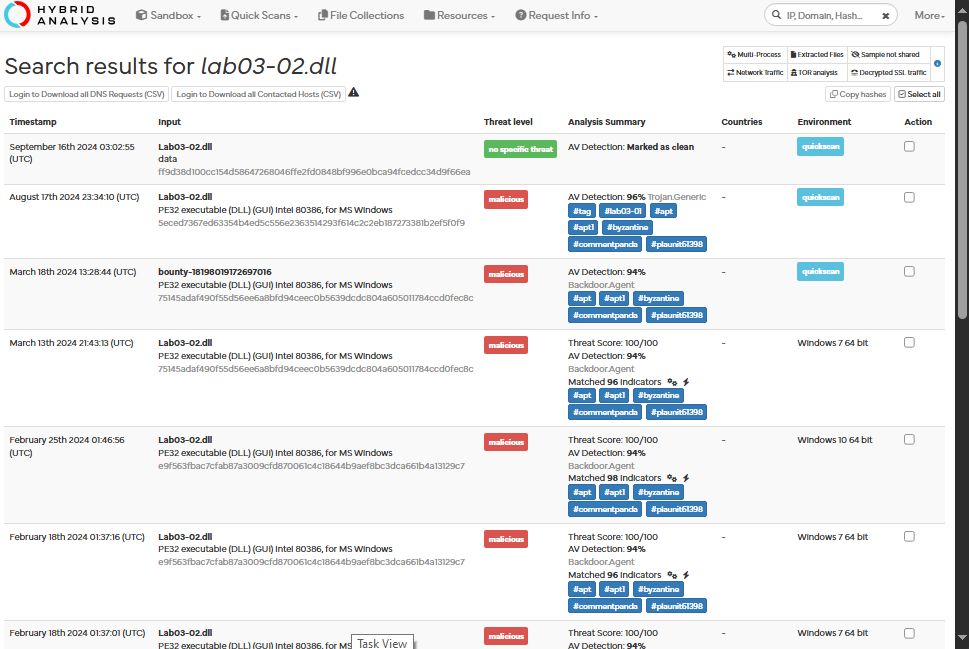 HYBRID
ANALYSIS
Sandbox
Quick Scans
File Collections
Resources
Request Info
IP, Domain, Hash...
More
Search results for lab03-02.dll
Multi-Process
Extracted Files
Sample not shared
Network Traffic
TOR analysis
Decrypted SSL traffic
Login to Download all DNS Requests (CSV)
Login to Download all Contacted Hosts (CSV)
Copy hashes
Select all
Timestamp Input Threat level Analysis Summary Countries Environment Action
September 16th 2024 03:02:55
(UTC)
Lab03-02.dll
data
ff9d38d100cc154d58647268046ffe2fd0848bf996e0bca94fcedcc34d9f66ea
no specific threat
AV Detection: Marked as clean
-
quickscan
August 17th 2024 23:34:10 (UTC)
Lab03-02.dll
PE32 executable (DLL) (GUI) Intel 80386, for MS Windows
5eced7367ed63354b4ed5c556e2363514293f614c2c2eb187273381b2ef5f0f9
malicious
AV Detection: 96% Trojan.Generic
#tag #lab03-01 #apt
#apt1 #byzantine
#commentpanda #plaunit61398
-
quickscan
March 18th 2024 13:28:44 (UTC)
bounty-18198019172697016
PE32 executable (DLL) (GUI) Intel 80386, for MS Windows
75145adaf490f55d56ee6a8bfd94ceec0b5639dcdc804a605011784ccd0fec8c
malicious
AV Detection: 94%
Backdoor.Agent
#apt #apt1 #byzantine
#commentpanda #plaunit61398
-
quickscan
March 13th 2024 21:43:13 (UTC)
Lab03-02.dll
PE32 executable (DLL) (GUI) Intel 80386, for MS Windows
75145adaf490f55d56ee6a8bfd94ceec0b5639dcdc804a605011784ccd0fec8c
malicious
Threat Score: 100/100
AV Detection: 94%
Backdoor.Agent
Matched 96 Indicators
#apt #apt1 #byzantine
#commentpanda #plaunit61398
-
Windows 7 64 bit
February 25th 2024 01:46:56
(UTC)
Lab03-02.dll
PE32 executable (DLL) (GUI) Intel 80386, for MS Windows
e9f563fbac7cfab87a3009cfd870061c4c18644b9aef8bc3dca661b4a13129c7
malicious
Threat Score: 100/100
AV Detection: 94%
Backdoor.Agent
Matched 98 Indicators
#apt #apt1 #byzantine
#commentpanda #plaunit61398
-
Windows 10 64 bit
February 18th 2024 01:37:16 (UTC)
Lab03-02.dll
PE32 executable (DLL) (GUI) Intel 80386, for MS Windows
e9f563fbac7cfab87a3009cfd870061c4c18644b9aef8bc3dca661b4a13129c7
malicious
Threat Score: 100/100
AV Detection: 94%
Backdoor.Agent
Matched 96 Indicators
#apt #apt1 #byzantine
#commentpanda #plaunit61398
-
Windows 7 64 bit
February 18th 2024 01:37:01 (UTC)
Lab03-02.dll
PE32 executable (DLL) (GUI) Intel 80386, for MS
Task View
malicious
Threat Score: 100/100
AV Detection: 94%
-
Windows 7 64 bit